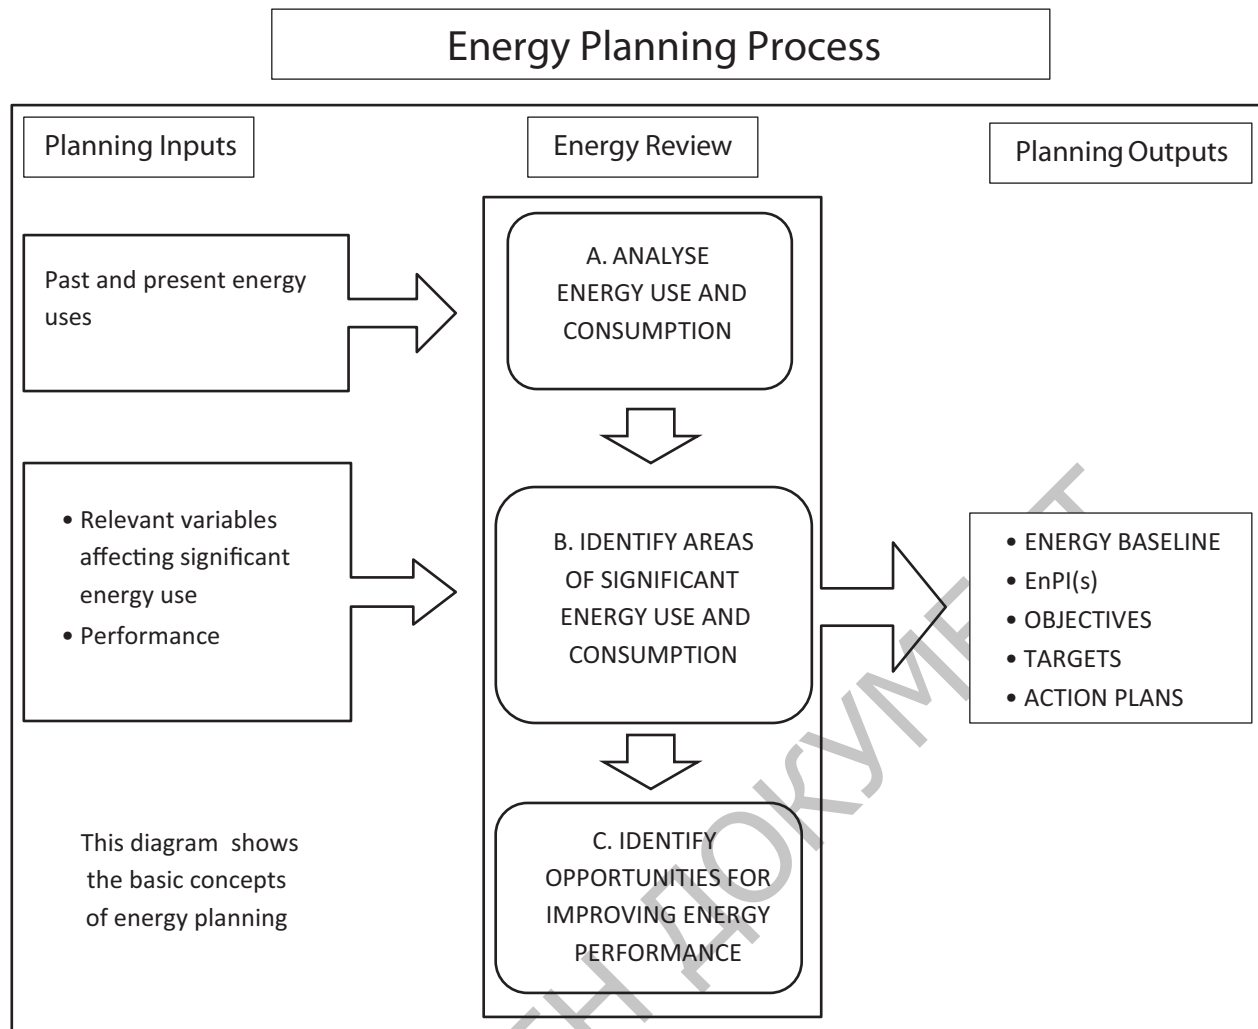 Energy Planning Process
Planning Inputs
Energy Review
Planning Outputs
Past and present energy
uses
A. ANALYSE
ENERGY USE AND
CONSUMPTION
• Relevant variables
affecting significant
energy use
• Performance
B. IDENTIFY AREAS
OF SIGNIFICANT
ENERGY USE AND
CONSUMPTION
• ENERGY BASELINE
• EnPI(s)
• OBJECTIVES
• TARGETS
• ACTION PLANS
This diagram shows
the basic concepts
of energy planning
C. IDENTIFY
OPPORTUNITIES FOR
IMPROVING ENERGY
PERFORMANCE
ДОКУМЕНТ